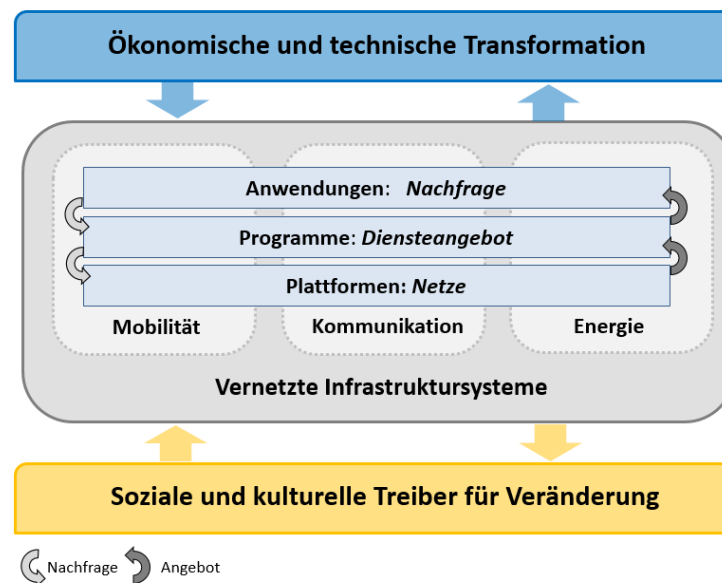 Ökonomische und technische Transformation
Anwendungen: Nachfrage
Programme: Diensteangebot
Plattformen: Netze
Mobilität
Kommunikation
Energie
Vernetzte Infrastruktursysteme
Soziale und kulturelle Treiber für Veränderung
Nachfrage
Angebot